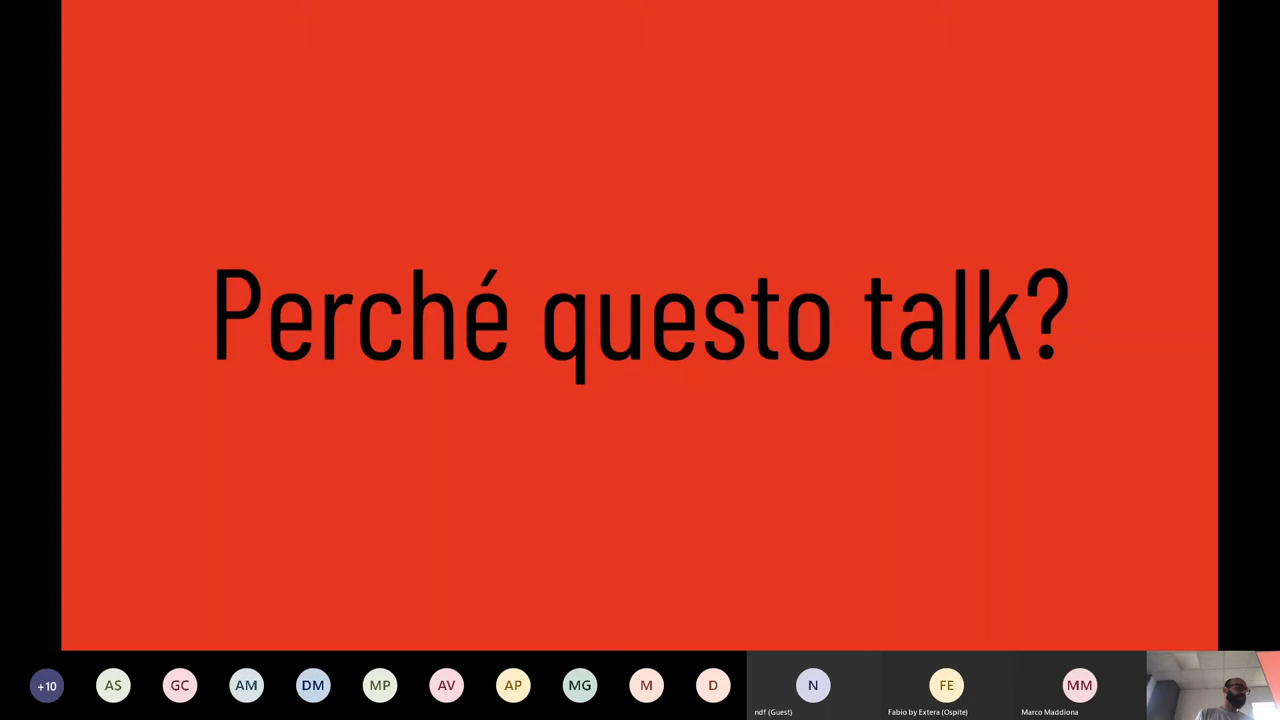 Perché questo talk?
+10 AS GC AM DM MP AV AP MG M D N FE MM
ndf (Guest) Fabio by Extera (Ospite) Marco Maddiona